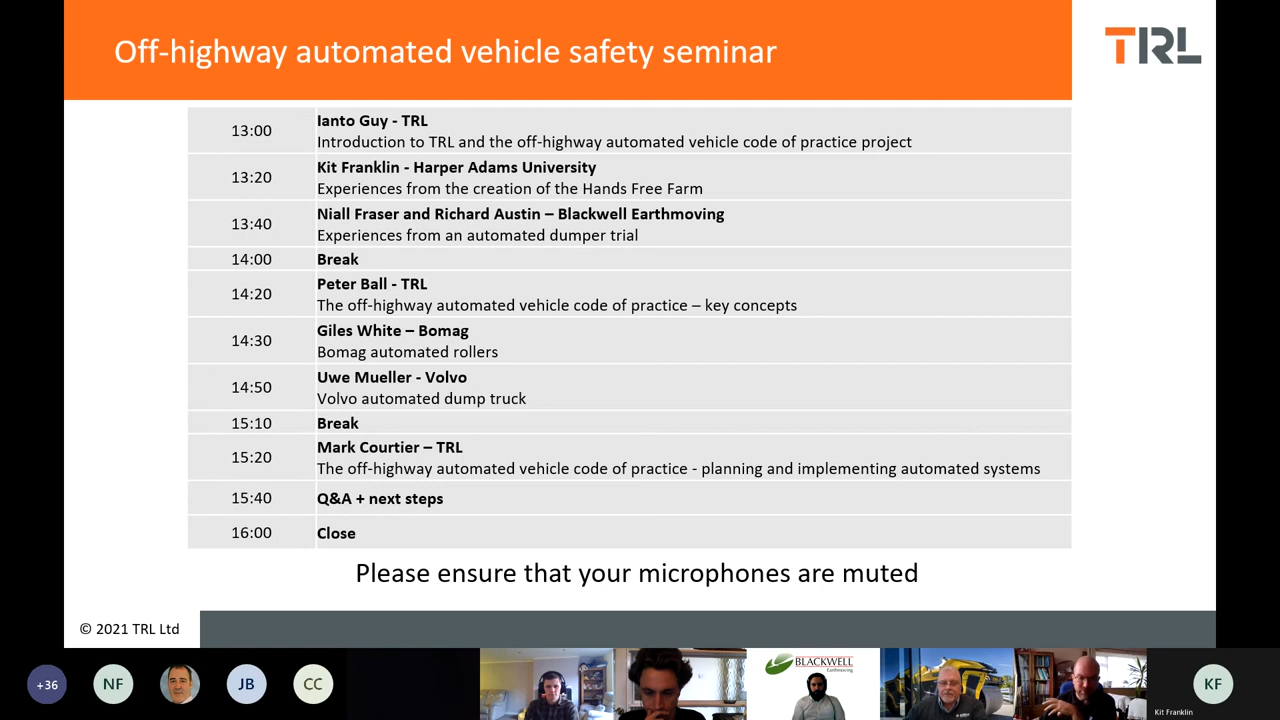 Off-highway automated vehicle safety seminar
TRL
13:00
Ianto Guy - TRL
Introduction to TRL and the off-highway automated vehicle code of practice project
13:20
Kit Franklin - Harper Adams University
Experiences from the creation of the Hands Free Farm
13:40
Niall Fraser and Richard Austin – Blackwell Earthmoving
Experiences from an automated dumper trial
14:00
Break
14:20
Peter Ball - TRL
The off-highway automated vehicle code of practice – key concepts
14:30
Giles White – Bomag
Bomag automated rollers
14:50
Uwe Mueller - Volvo
Volvo automated dump truck
15:10
Break
15:20
Mark Courtier – TRL
The off-highway automated vehicle code of practice - planning and implementing automated systems
15:40
Q&A + next steps
16:00
Close
Please ensure that your microphones are muted
© 2021 TRL Ltd
+36
NF
JB
CC
BLACKWELL
Earthmoving
KF
Kit Franklin